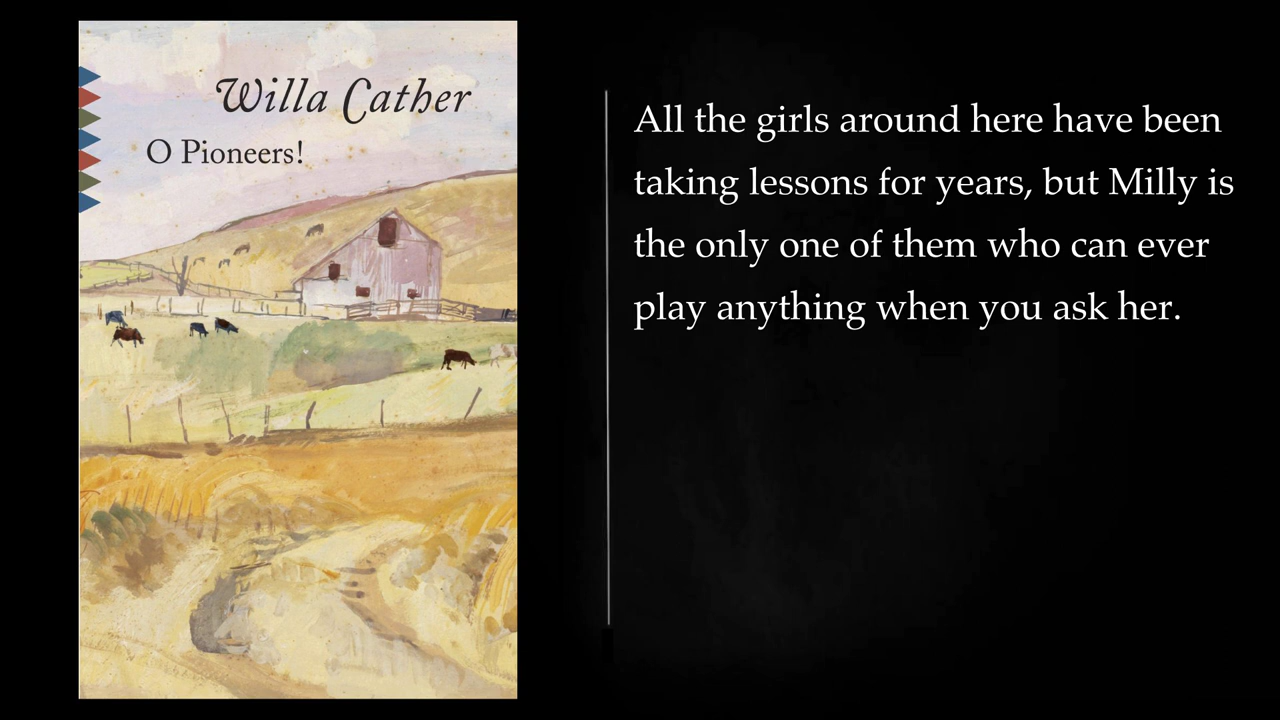 Willa Cather
O Pioneers!
All the girls around here have been
taking lessons for years, but Milly is
the only one of them who can ever
play anything when you ask her.